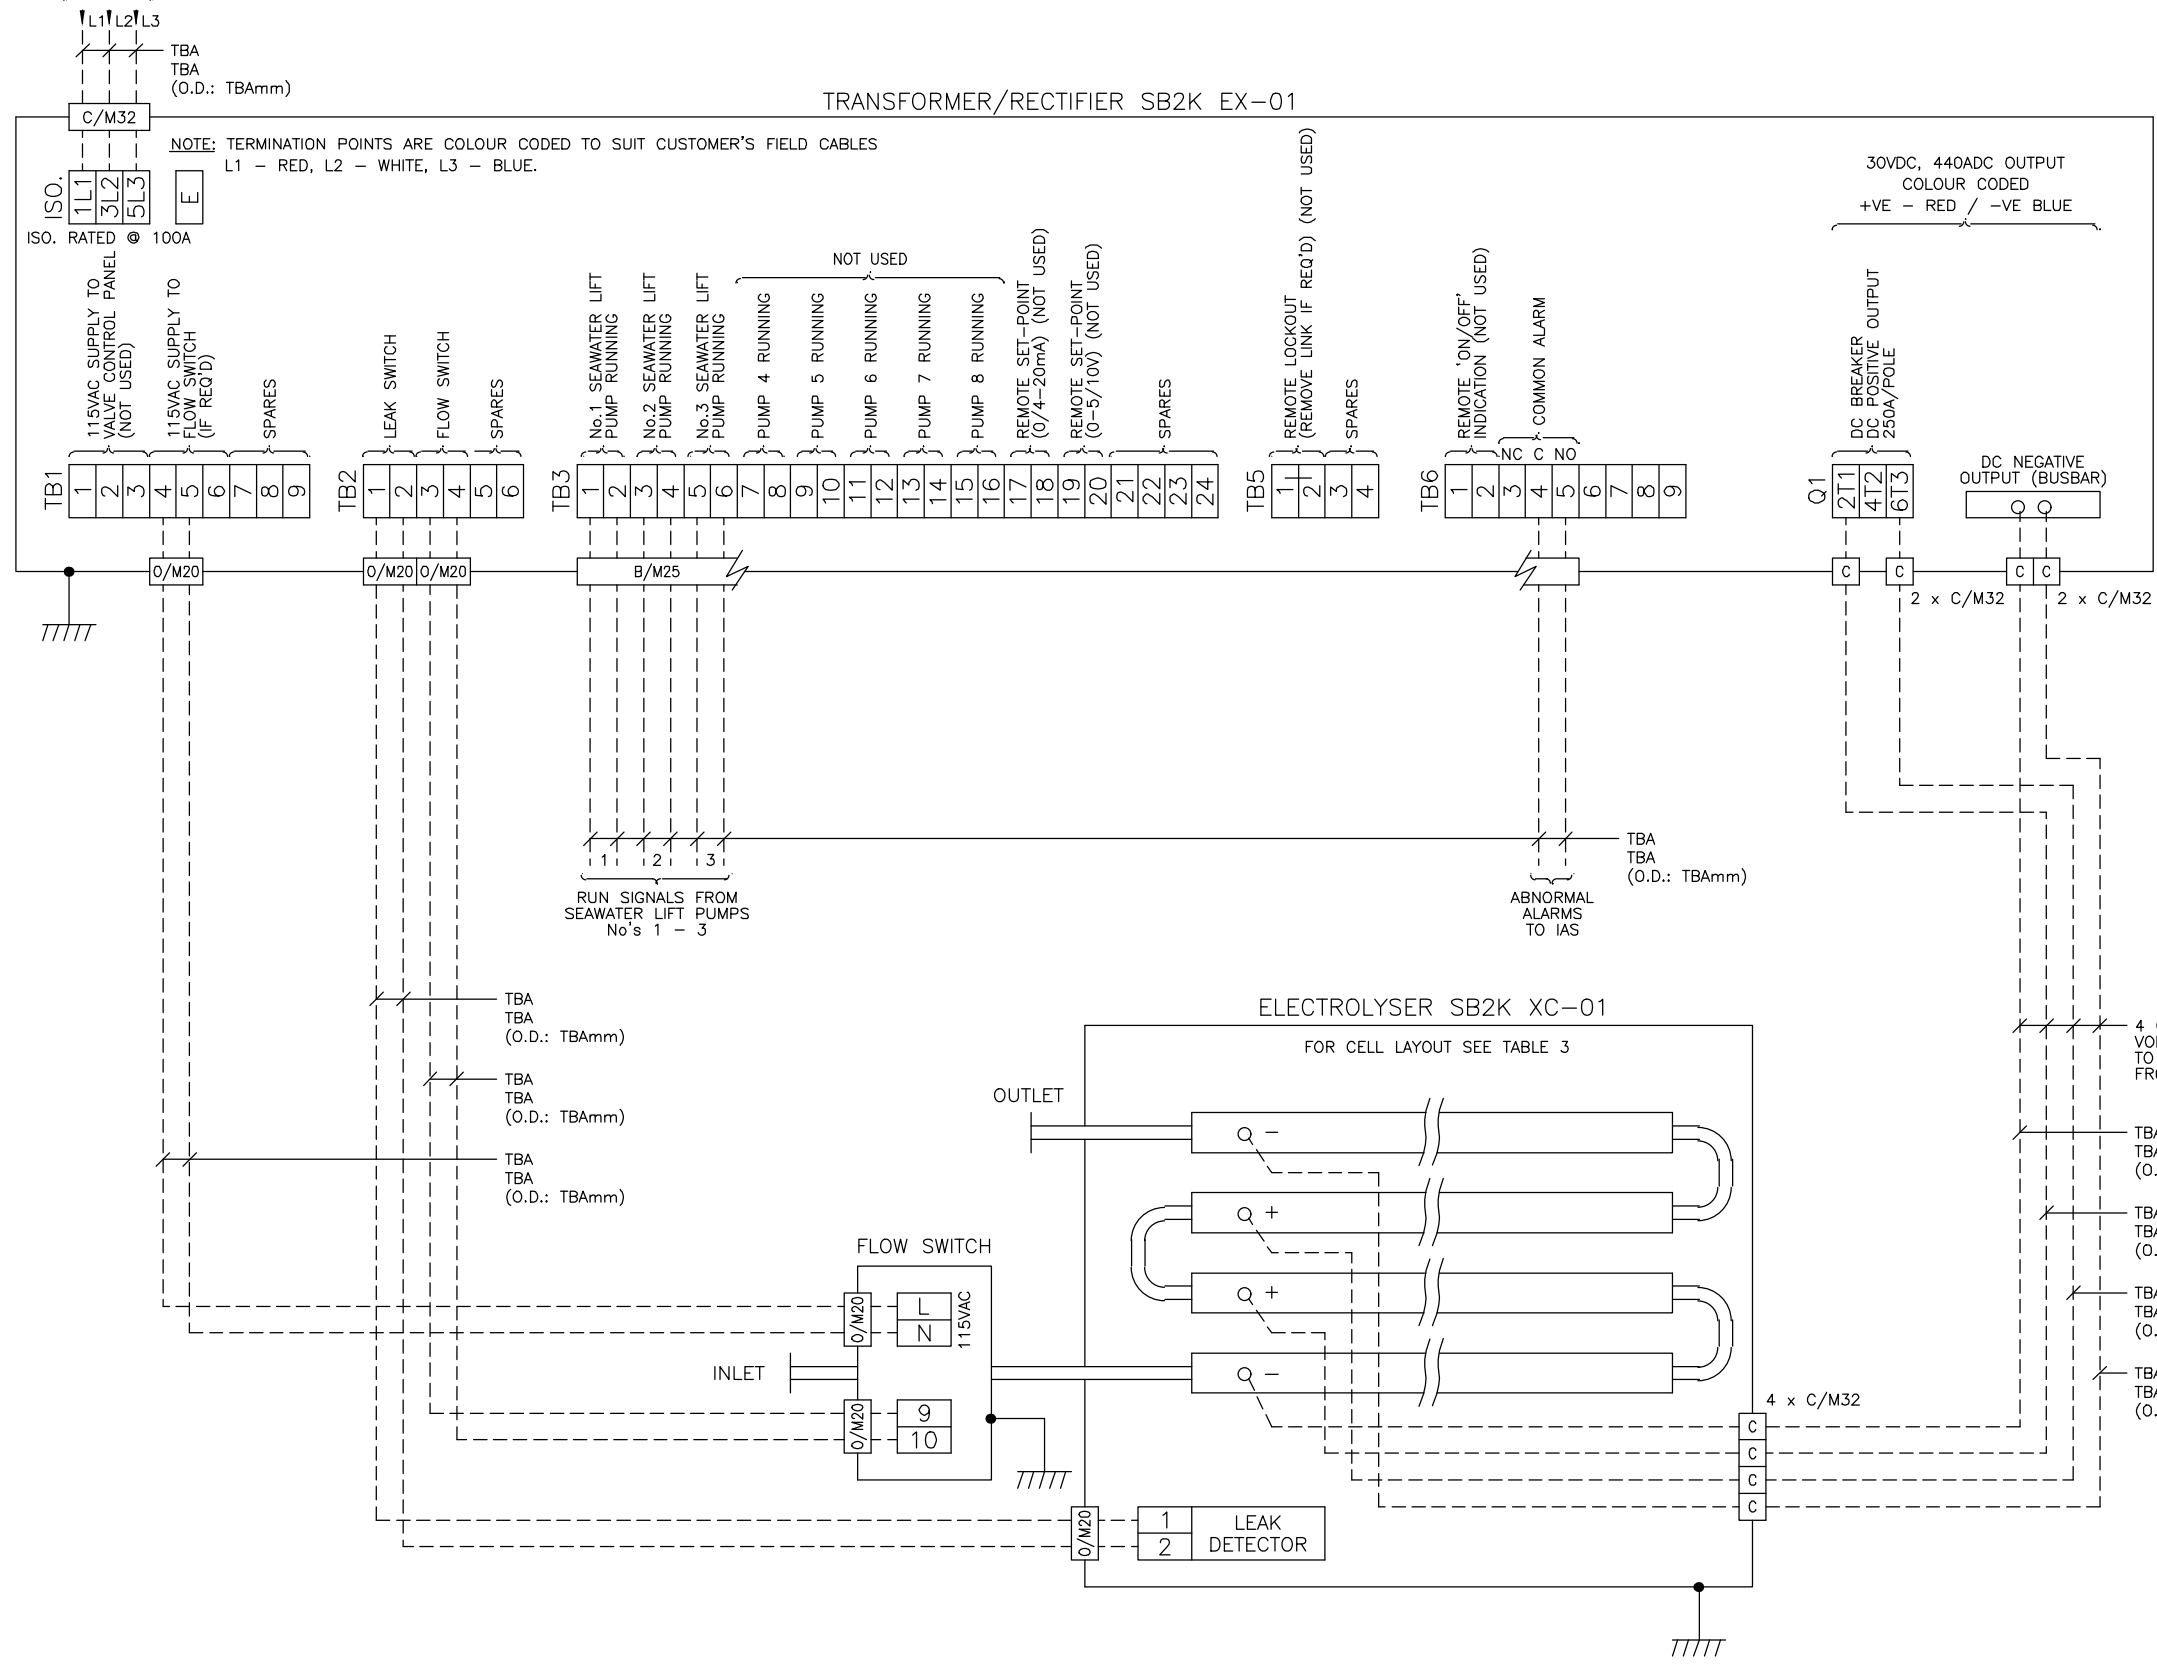 L1 L2 L3
TBA
TBA
(O.D.: TBAmm)
C/M32
TRANSFORMER/RECTIFIER SB2K EX-01
NOTE: TERMINATION POINTS ARE COLOUR CODED TO SUIT CUSTOMER'S FIELD CABLES
L1 - RED, L2 - WHITE, L3 - BLUE.
ISO.
1L1
3L2
5L3
E
ISO. RATED @ 100A
30VDC, 440ADC OUTPUT
COLOUR CODED
+VE - RED / -VE BLUE
115VAC SUPPLY TO
VALVE CONTROL PANEL
(NOT USED)
115VAC SUPPLY TO
FLOW SWITCH
(IF REQ'D)
SPARES
LEAK SWITCH
FLOW SWITCH
SPARES
No.1 SEAWATER LIFT
PUMP RUNNING
No.2 SEAWATER LIFT
PUMP RUNNING
No.3 SEAWATER LIFT
PUMP RUNNING
NOT USED
PUMP 4 RUNNING
PUMP 5 RUNNING
PUMP 6 RUNNING
PUMP 7 RUNNING
PUMP 8 RUNNING
REMOTE SET-POINT
(0/4-20mA) (NOT USED)
REMOTE SET-POINT
(0-5/10V) (NOT USED)
SPARES
REMOTE LOCKOUT
(REMOVE LINK IF REQ'D) (NOT USED)
SPARES
REMOTE 'ON/OFF'
INDICATION (NOT USED)
COMMON ALARM
NC C NO
DC BREAKER
DC POSITIVE OUTPUT
250A/POLE
DC NEGATIVE
OUTPUT (BUSBAR)
TB1 1 2 3 4 5 6 7 8 9
TB2 1 2 3 4 5 6
TB3 1 2 3 4 5 6 7 8 9 10 11 12 13 14 15 16 17 18 19 20 21 22 23 24
TB5 1 2 3 4
TB6 1 2 3 4 5 6 7 8 9
Q1 2T1 4T2 6T3
O/M20
O/M20
O/M20
B/M25
C
C
C
C
2 x C/M32
2 x C/M32
1 2 3
RUN SIGNALS FROM
SEAWATER LIFT PUMPS
No's 1 - 3
TBA
TBA
(O.D.: TBAmm)
ABNORMAL
ALARMS
TO IAS
TBA
TBA
(O.D.: TBAmm)
TBA
TBA
(O.D.: TBAmm)
TBA
TBA
(O.D.: TBAmm)
ELECTROLYSER SB2K XC-01
FOR CELL LAYOUT SEE TABLE 3
OUTLET
-
+
+
-
4
TO
FLOW SWITCH
O/M20
L
N
115VAC
INLET
O/M20
9
10
4 x C/M32
C
C
C
C
O/M20
1
2
LEAK
DETECTOR